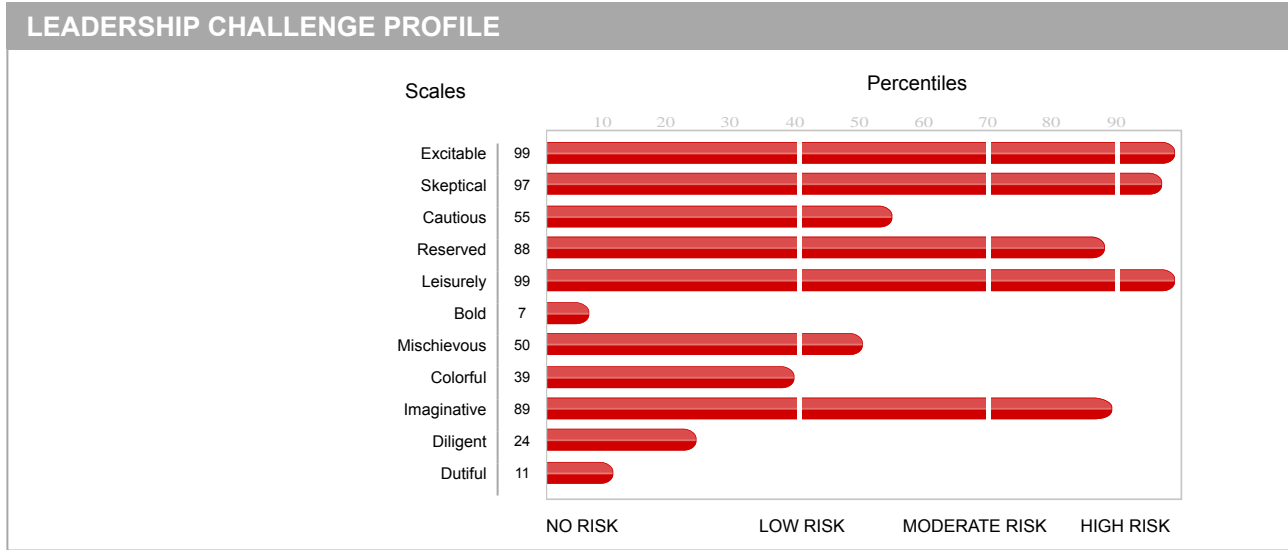 LEADERSHIP CHALLENGE PROFILE
Scales Percentiles
10 20 30 40 50 60 70 80 90
Excitable 99
Skeptical 97
Cautious 55
Reserved 88
Leisurely 99
Bold 7
Mischievous 50
Colorful 39
Imaginative 89
Diligent 24
Dutiful 11
NO RISK LOW RISK MODERATE RISK HIGH RISK